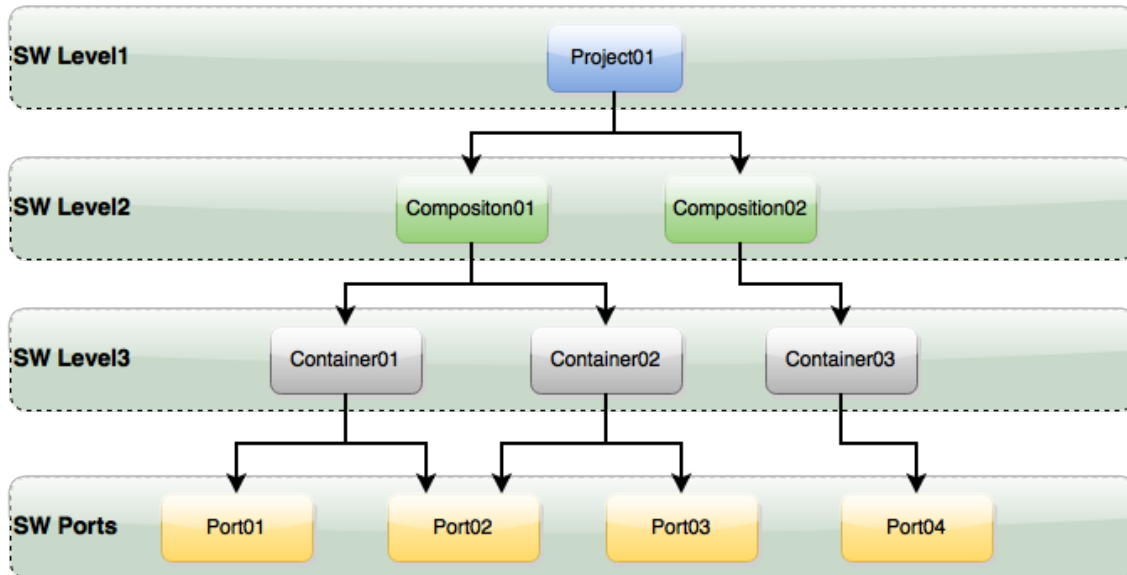 SW Level1
Project01
SW Level2
Compositon01
Composition02
SW Level3
Container01
Container02
Container03
SW Ports
Port01
Port02
Port03
Port04